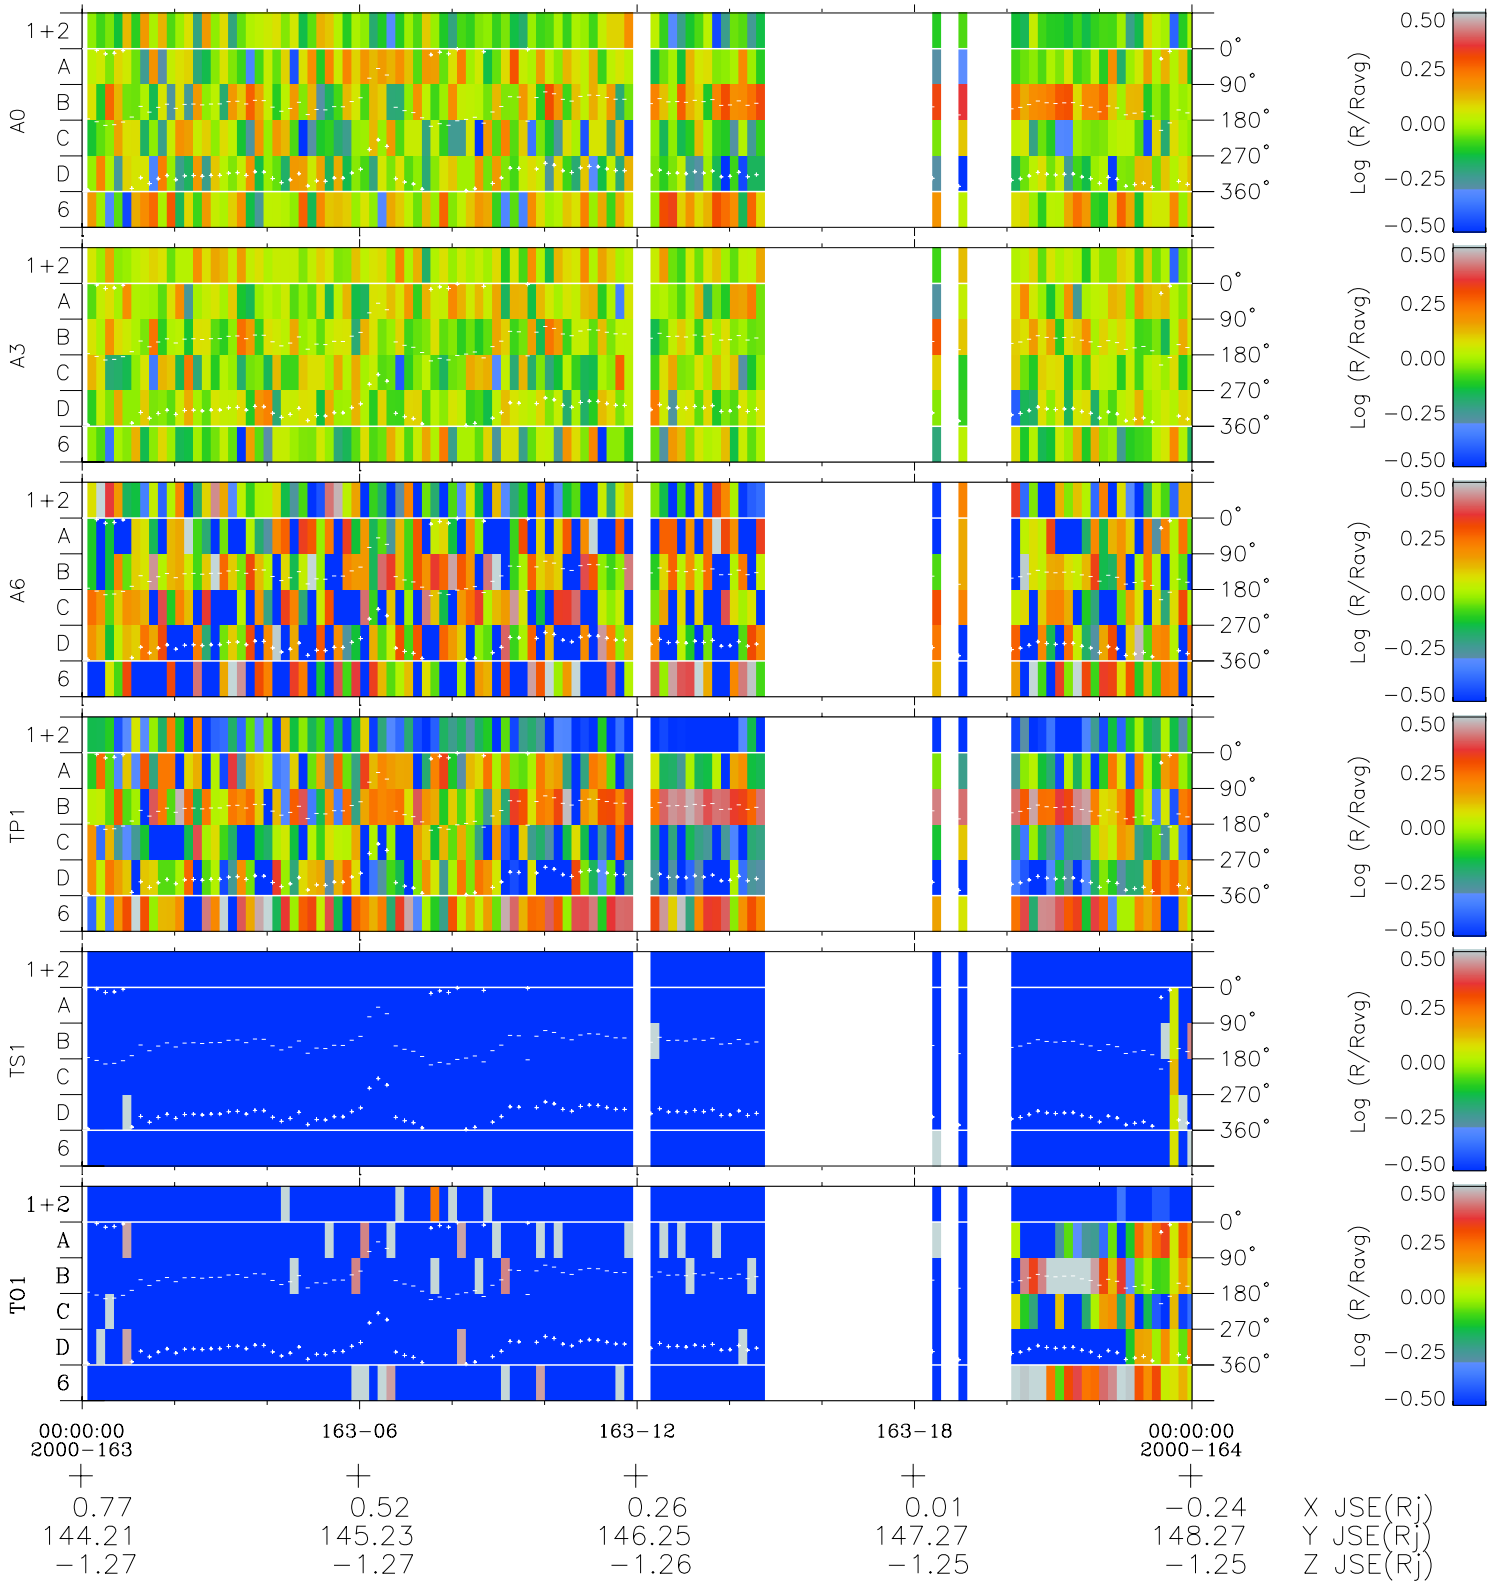 1+2 0° 0.50
A 90° 0.25
A0 B 180° 0.00 Log (R/Ravg)
C 270° −0.25
D 360° −0.50
6
1+2 0° 0.50
A 90° 0.25
A3 B 180° 0.00 Log (R/Ravg)
C 270° −0.25
D 360° −0.50
6
1+2 0° 0.50
A 90° 0.25
A6 B 180° 0.00 Log (R/Ravg)
C 270° −0.25
D 360° −0.50
6
1+2 0° 0.50
A 90° 0.25
TP1 B 180° 0.00 Log (R/Ravg)
C 270° −0.25
D 360° −0.50
6
1+2 0° 0.50
A 90° 0.25
TS1 B 180° 0.00 Log (R/Ravg)
C 270° −0.25
D 360° −0.50
6
1+2 0° 0.50
A 90° 0.25
TO1 B 180° 0.00 Log (R/Ravg)
C 270° −0.25
D 360° −0.50
6
00:00:00 163−06 163−12 163−18 00:00:00
2000−163 2000−164
0.77 0.52 0.26 0.01 −0.24 X JSE(Rj)
144.21 145.23 146.25 147.27 148.27 Y JSE(Rj)
−1.27 −1.27 −1.26 −1.25 −1.25 Z JSE(Rj)